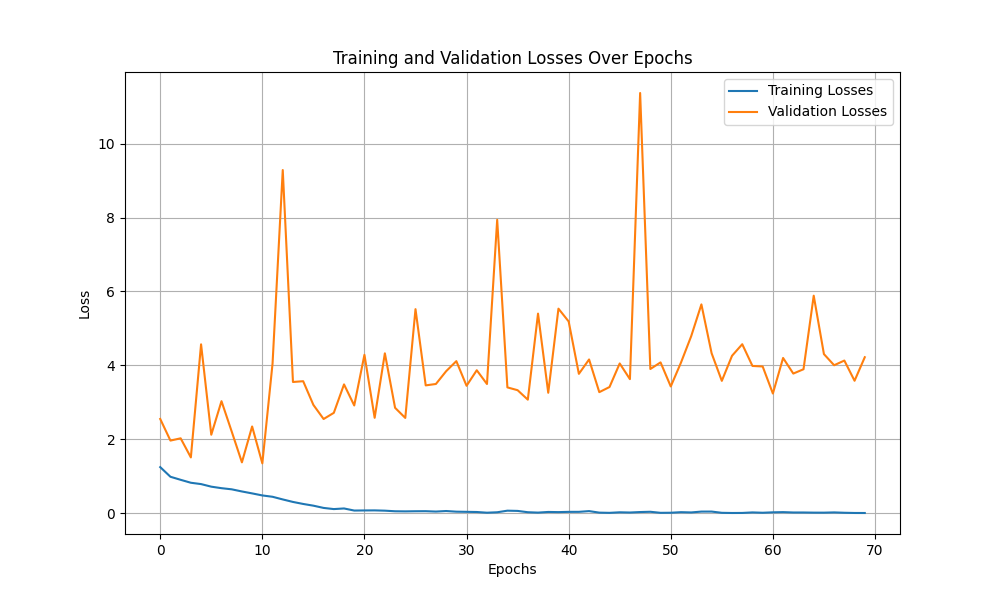 Training and Validation Losses Over Epochs
Training Losses
Validation Losses
Loss
10
8
6
4
2
0
0 10 20 30 40 50 60 70
Epochs